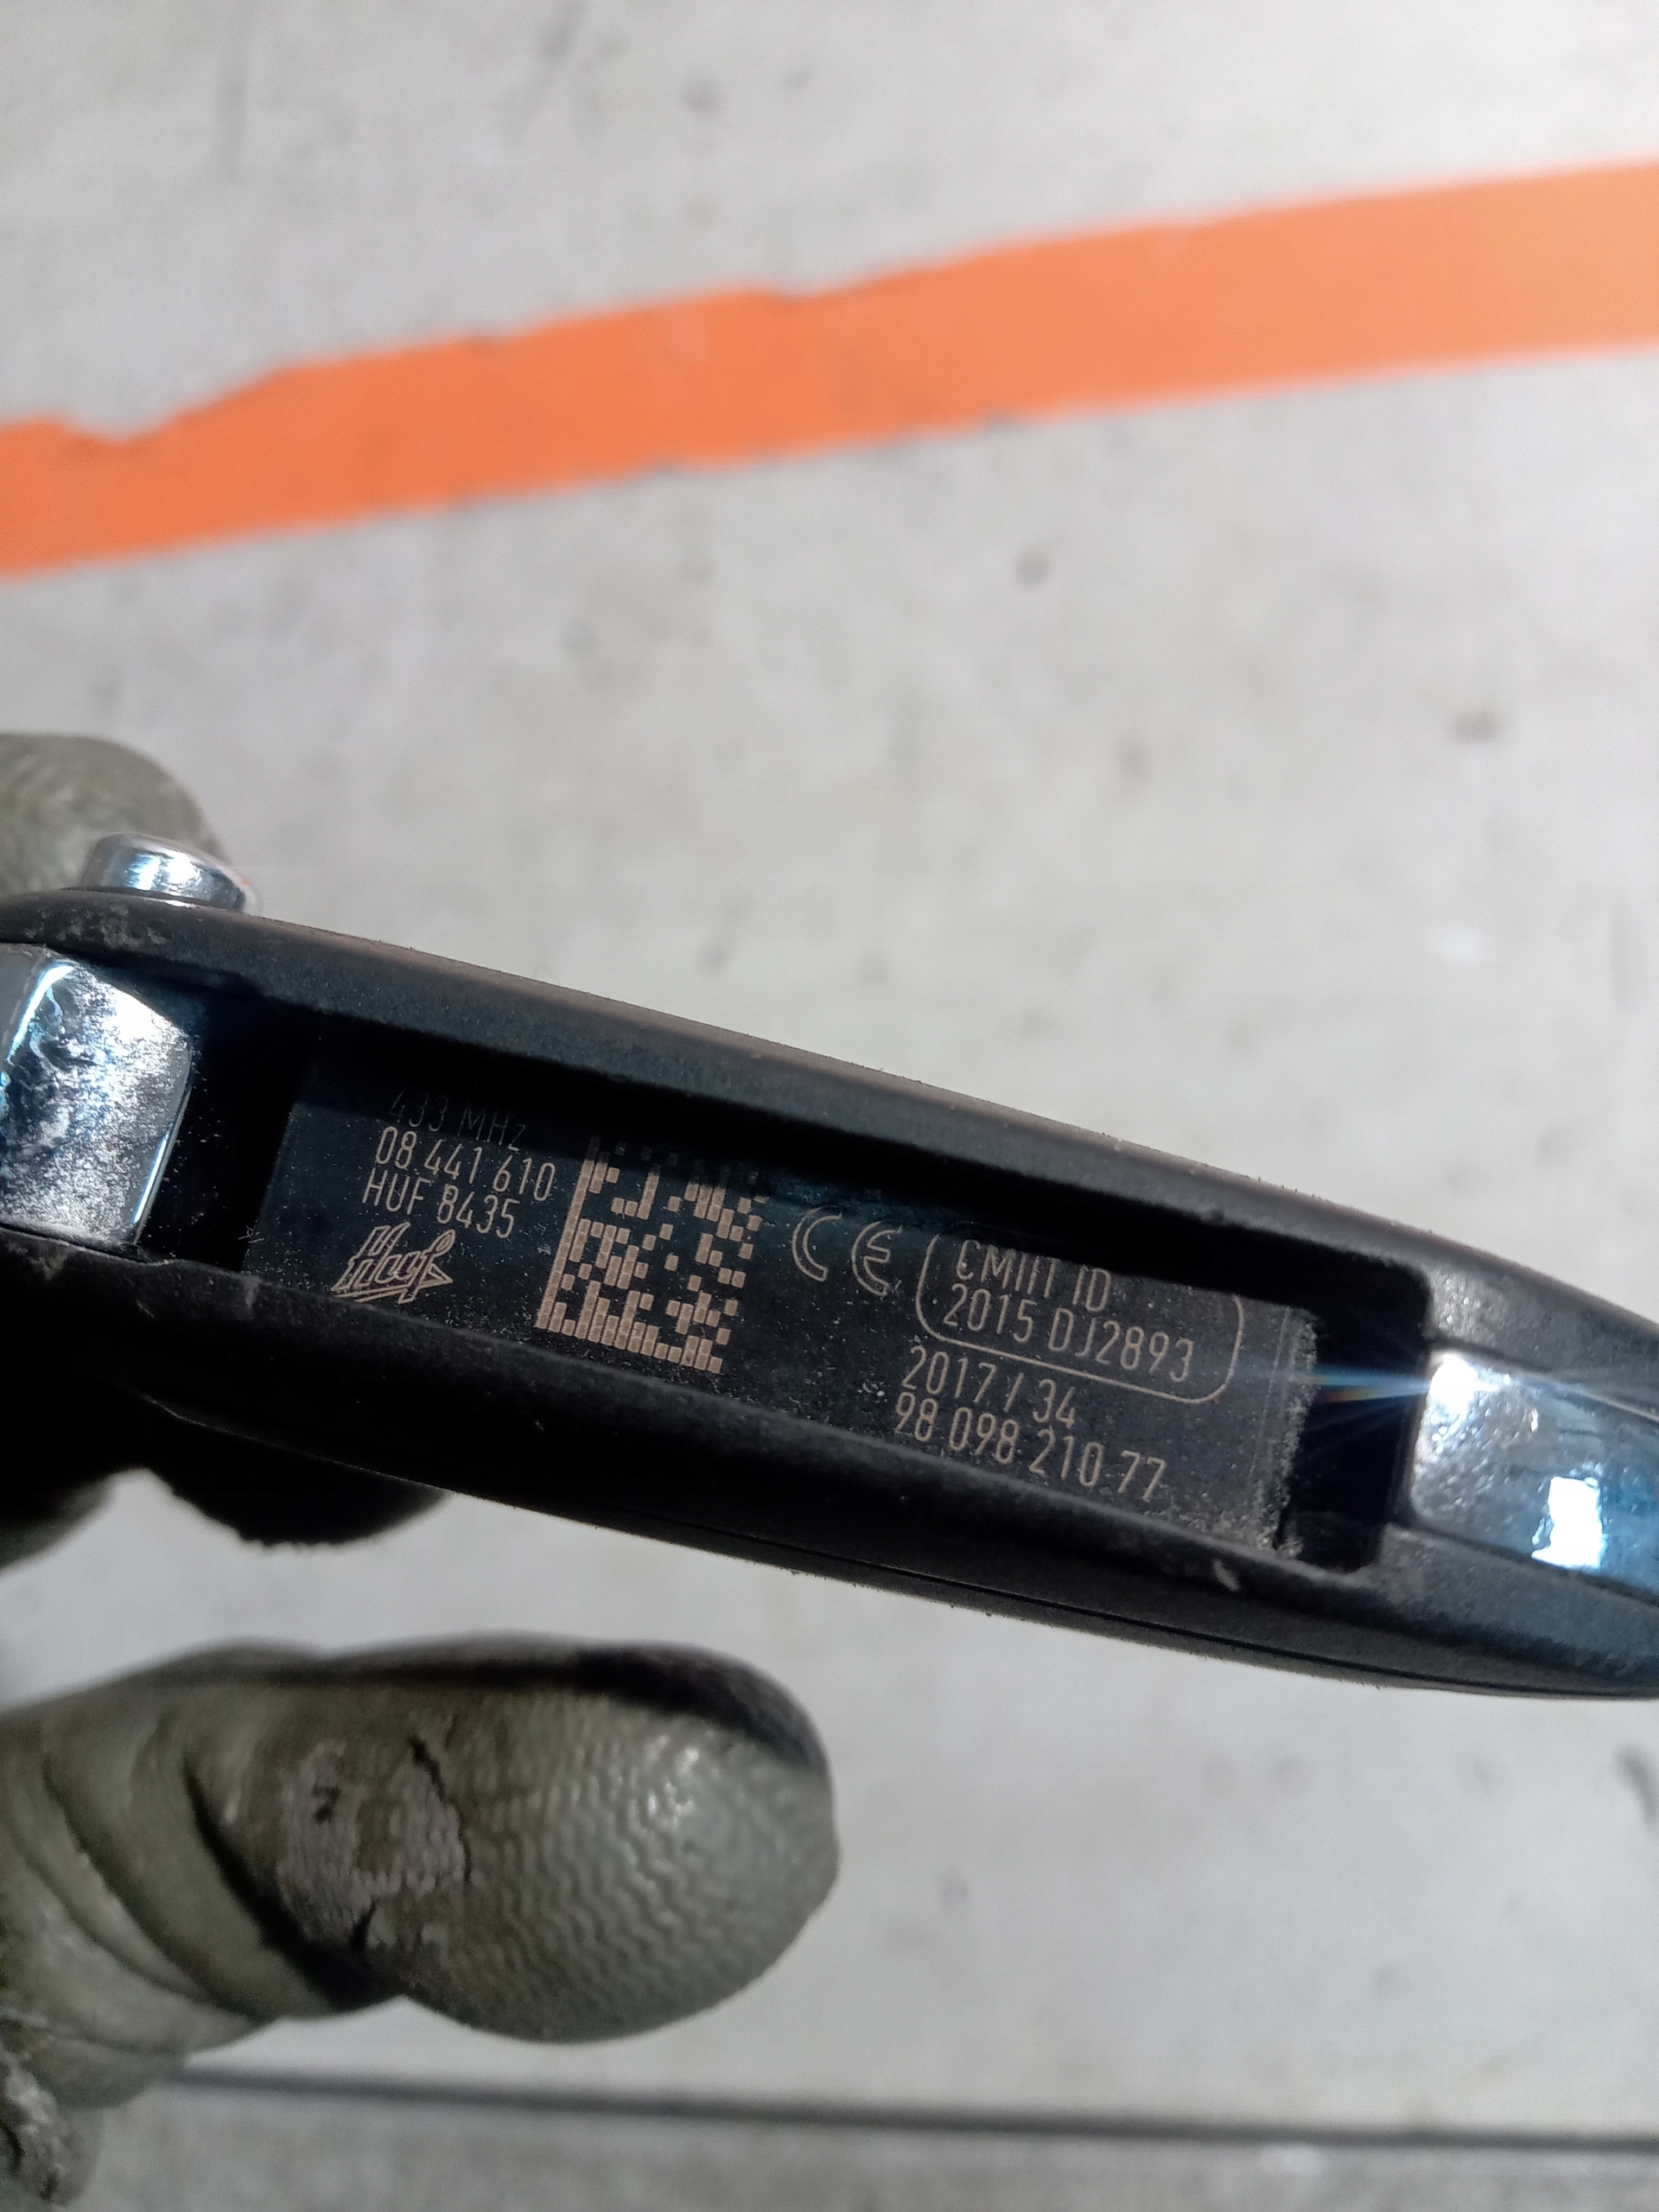 433 MHz
08 441 610
HUF 8435
Huf
CE
CMIIT ID
2015 DJ2893
2017 / 34
98 098 210 77